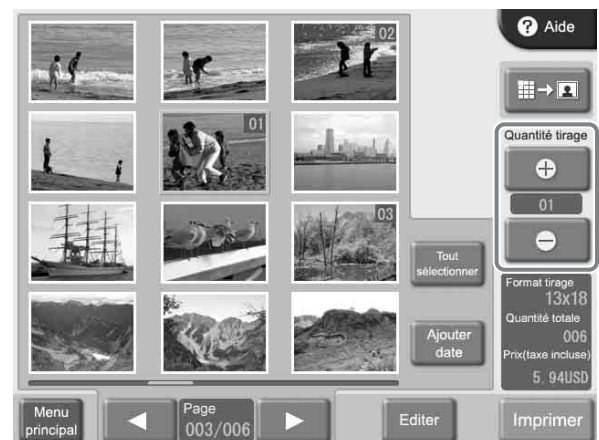 02
01
03
Aide
Quantité tirage
01
Tout
sélectionner
Ajouter
date
Format tirage
13x18
Quantité totale
006
Prix(taxe incluse)
5.94USD
Menu
principal
Page
003/006
Editer
Imprimer